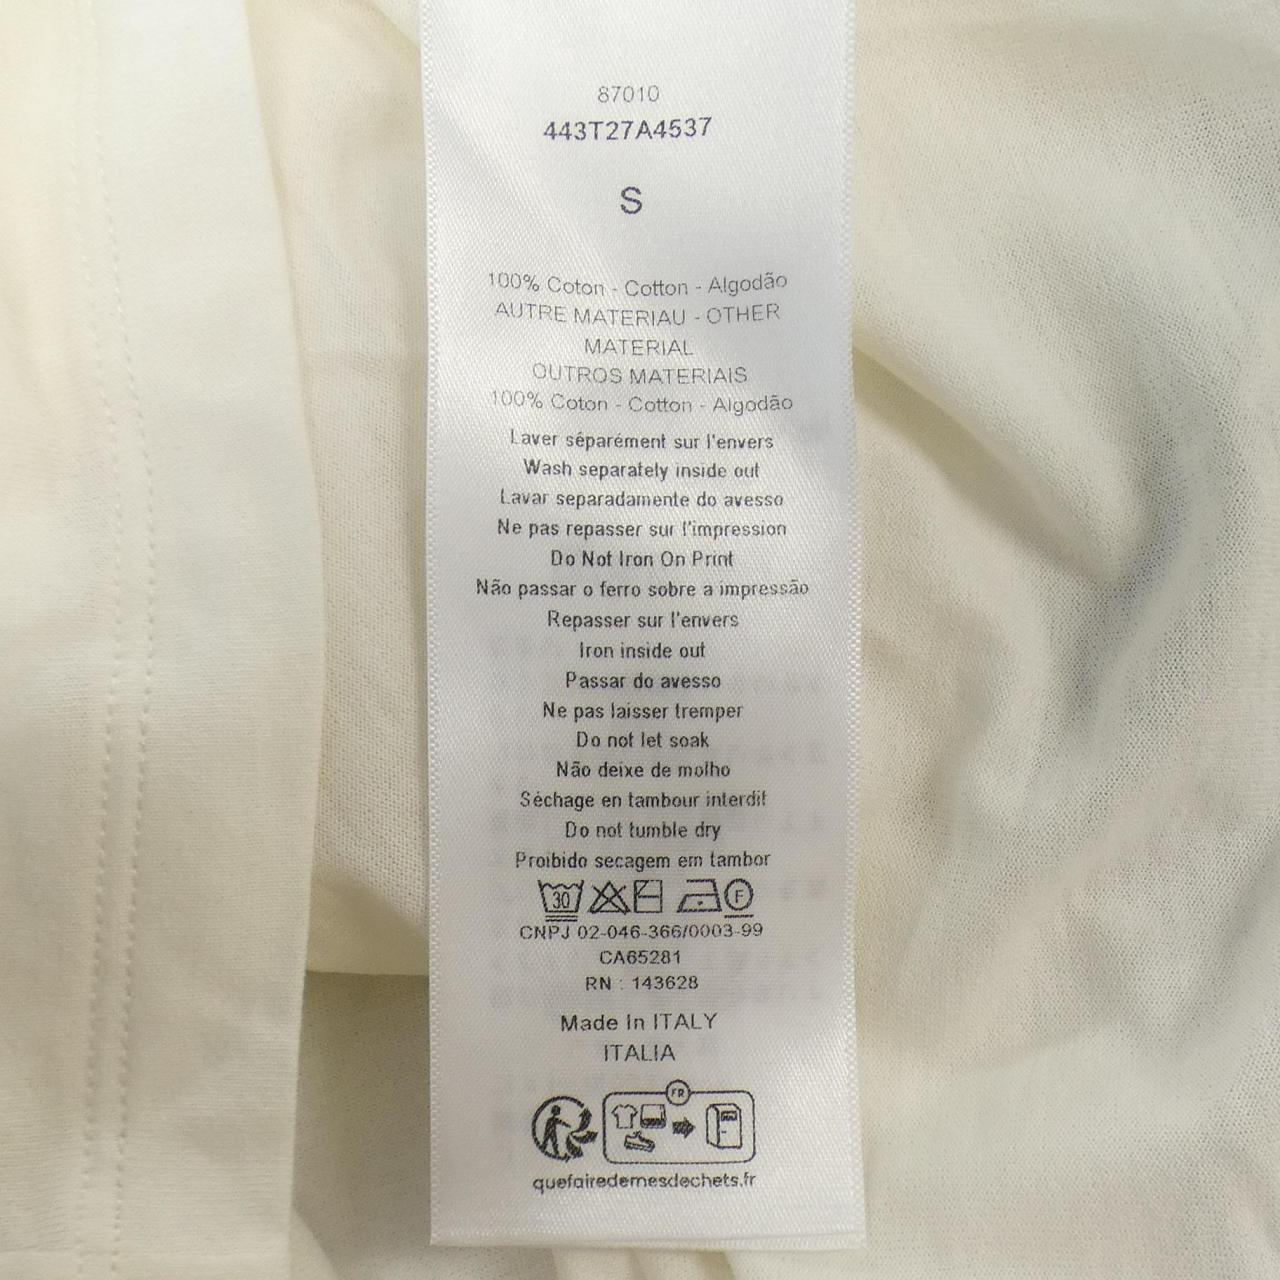 87010
443T27A4537
S
100% Coton - Cotton - Algodão
AUTRE MATERIAU - OTHER
MATERIAL
OUTROS MATERIAIS
100% Coton - Cotton - Algodão
Laver séparément sur l'envers
Wash separately inside out
Lavar separadamente do avesso
Ne pas repasser sur l'impression
Do Not Iron On Print
Não passar o ferro sobre a impressão
Repasser sur l'envers
Iron inside out
Passar do avesso
Ne pas laisser tremper
Do not let soak
Não deixe de molho
Séchage en tambour interdit
Do not tumble dry
Proibido secagem em tambor
30 F
CNPJ 02-046-366/0003-99
CA65281
RN : 143628
Made In ITALY
ITALIA
FR
quefairedemesdechets.fr